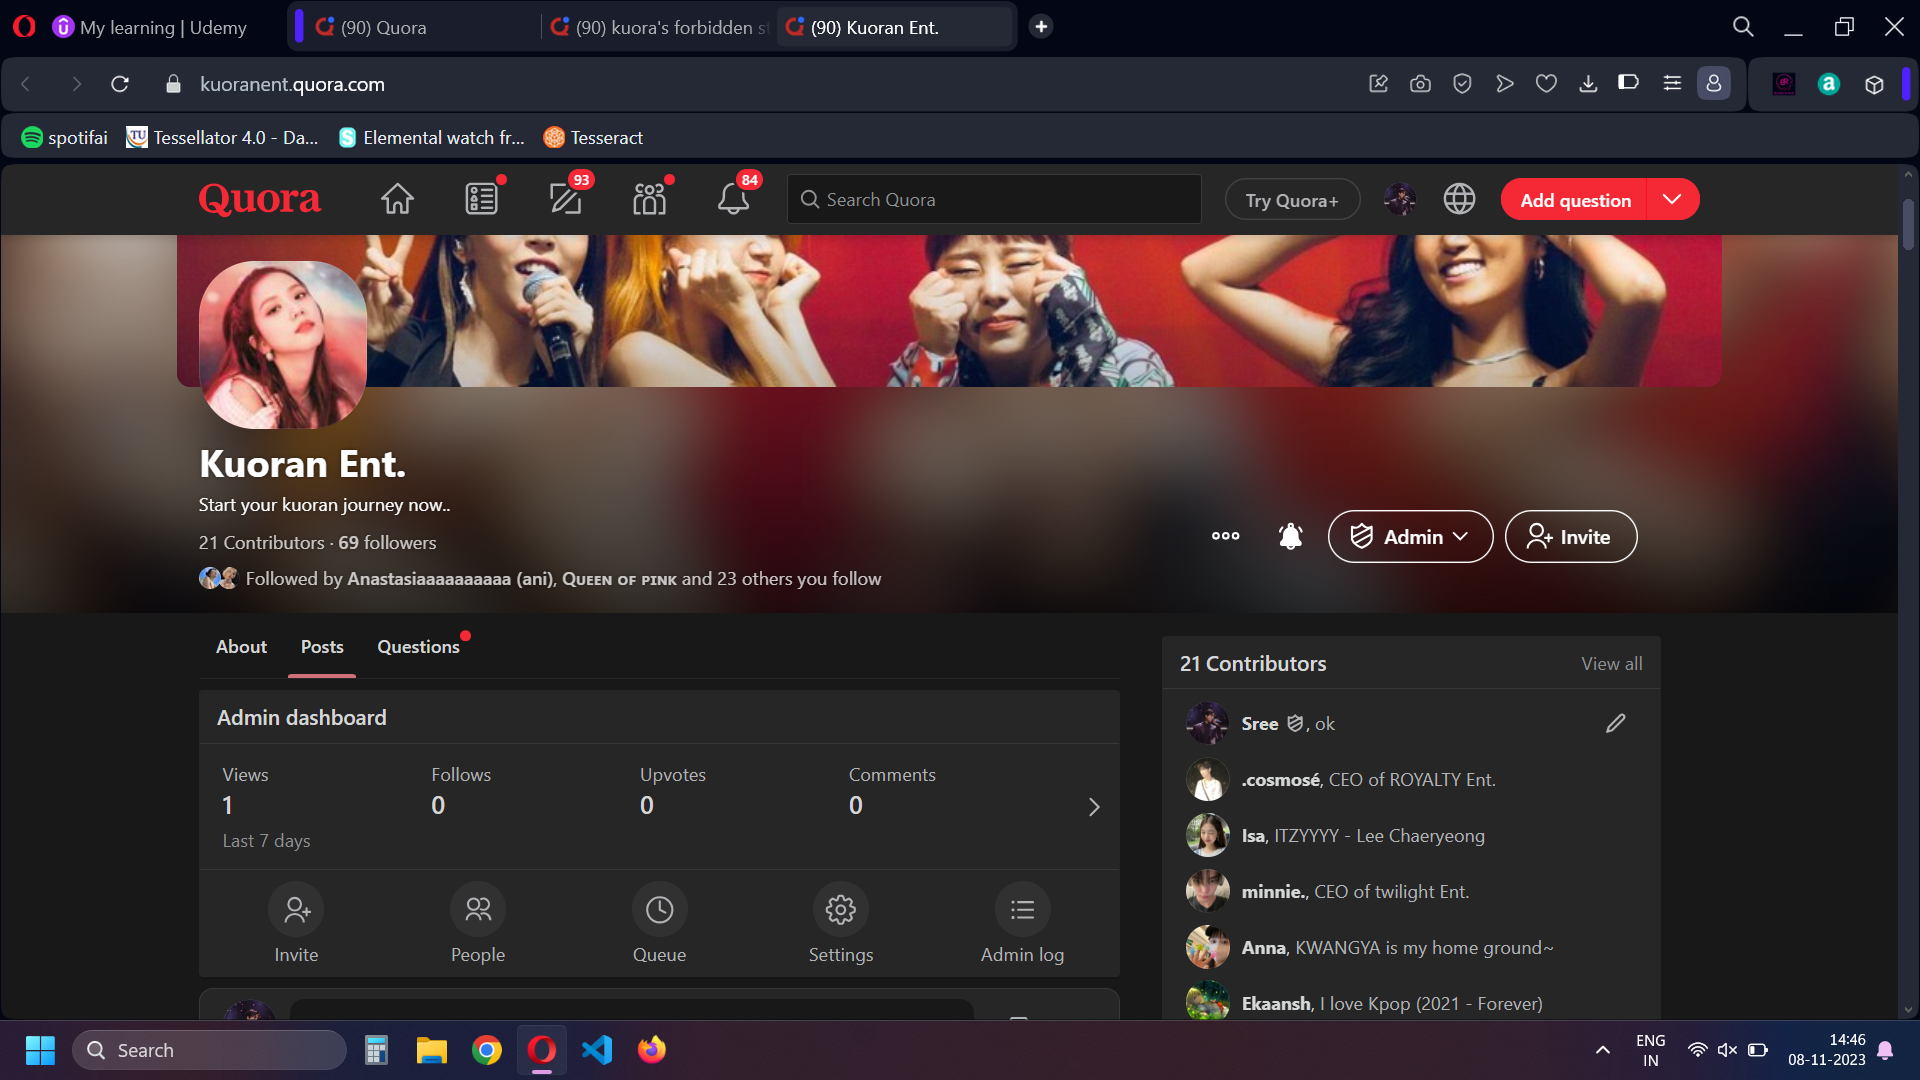 My learning | Udemy
(90) Quora
(90) kuora's forbidden st
(90) Kuoran Ent.
kuoranent.quora.com
spotifai
Tessellator 4.0 - Da...
Elemental watch fr...
Tesseract
Quora
93
84
Search Quora
Try Quora+
Add question
Kuoran Ent.
Start your kuoran journey now..
21 Contributors · 69 followers
Followed by Anastasiaaaaaaaaaa (ani), Queen of pink and 23 others you follow
Admin
Invite
About
Posts
Questions
Admin dashboard
Views
1
Last 7 days
Follows
0
Upvotes
0
Comments
0
Invite
People
Queue
Settings
Admin log
21 Contributors
View all
Sree, ok
.cosmosé, CEO of ROYALTY Ent.
Isa, ITZYYYY - Lee Chaeryeong
minnie., CEO of twilight Ent.
Anna, KWANGYA is my home ground~
Ekaansh, I love Kpop (2021 - Forever)
Search
ENG
IN
14:46
08-11-2023